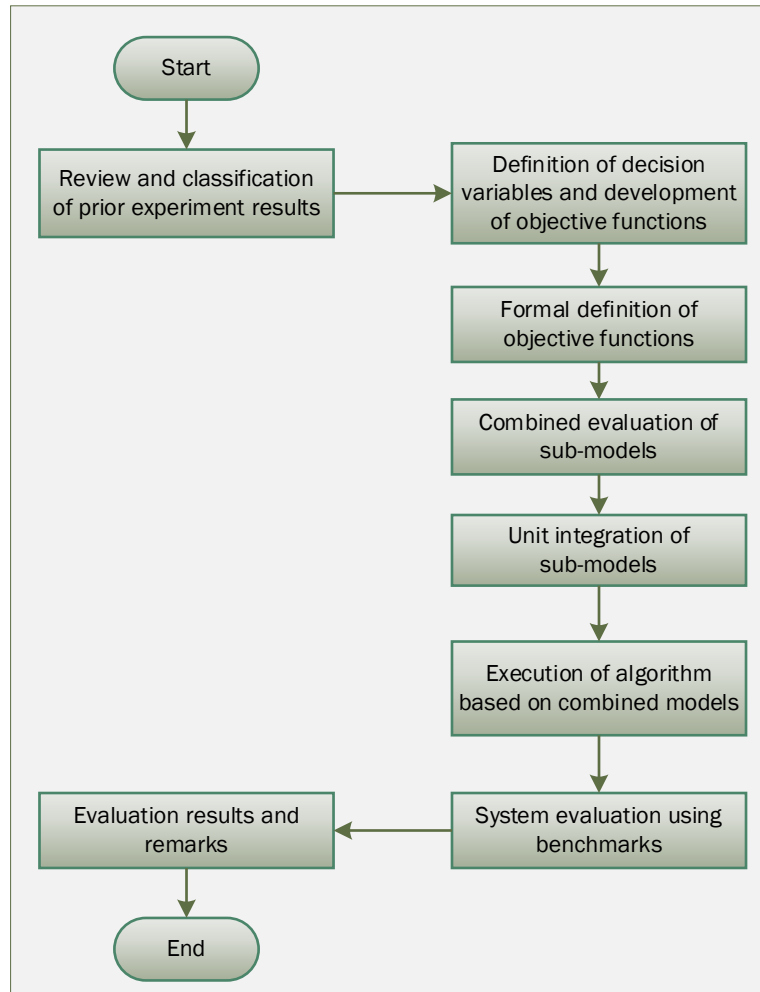 Start
Review and classification
of prior experiment results
Definition of decision
variables and development
of objective functions
Formal definition of
objective functions
Combined evaluation of
sub-models
Unit integration of
sub-models
Execution of algorithm
based on combined models
System evaluation using
benchmarks
Evaluation results and
remarks
End